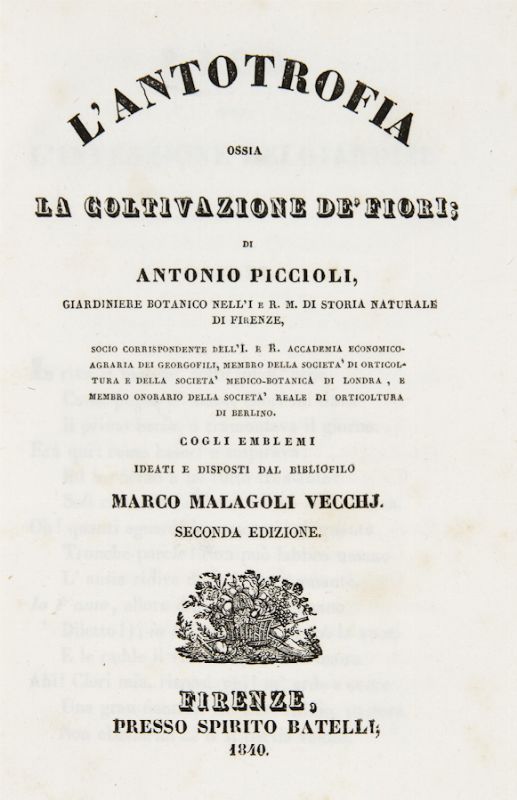 L'ANTOTROFIA
OSSIA
LA COLTIVAZIONE DE' FIORI;
DI
ANTONIO PICCIOLI,
GIARDINIERE BOTANICO NELL'I E R. M. DI STORIA NATURALE
DI FIRENZE,
SOCIO CORRISPONDENTE DELL'I. E R. ACCADEMIA ECONOMICO-
AGRARIA DEI GEORGOFILI, MEMBRO DELLA SOCIETA' DI ORTICOL-
TURA E DELLA SOCIETA' MEDICO-BOTANICA DI LONDRA, E
MEMBRO ONORARIO DELLA SOCIETA' REALE DI ORTICOLTURA
DI BERLINO.
COGLI EMBLEMI
IDEATI E DISPOSTI DAL BIBLIOFILO
MARCO MALAGOLI VECCHJ.
SECONDA EDIZIONE.
FIRENZE,
PRESSO SPIRITO BATELLI,
1840.